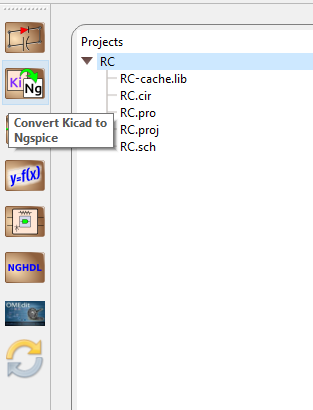 Projects
RC
RC-cache.lib
RC.cir
RC.pro
RC.proj
RC.sch
Ki
Ng
Convert Kicad to
Ngspice
y=f(x)
NGHDL
OMEdit